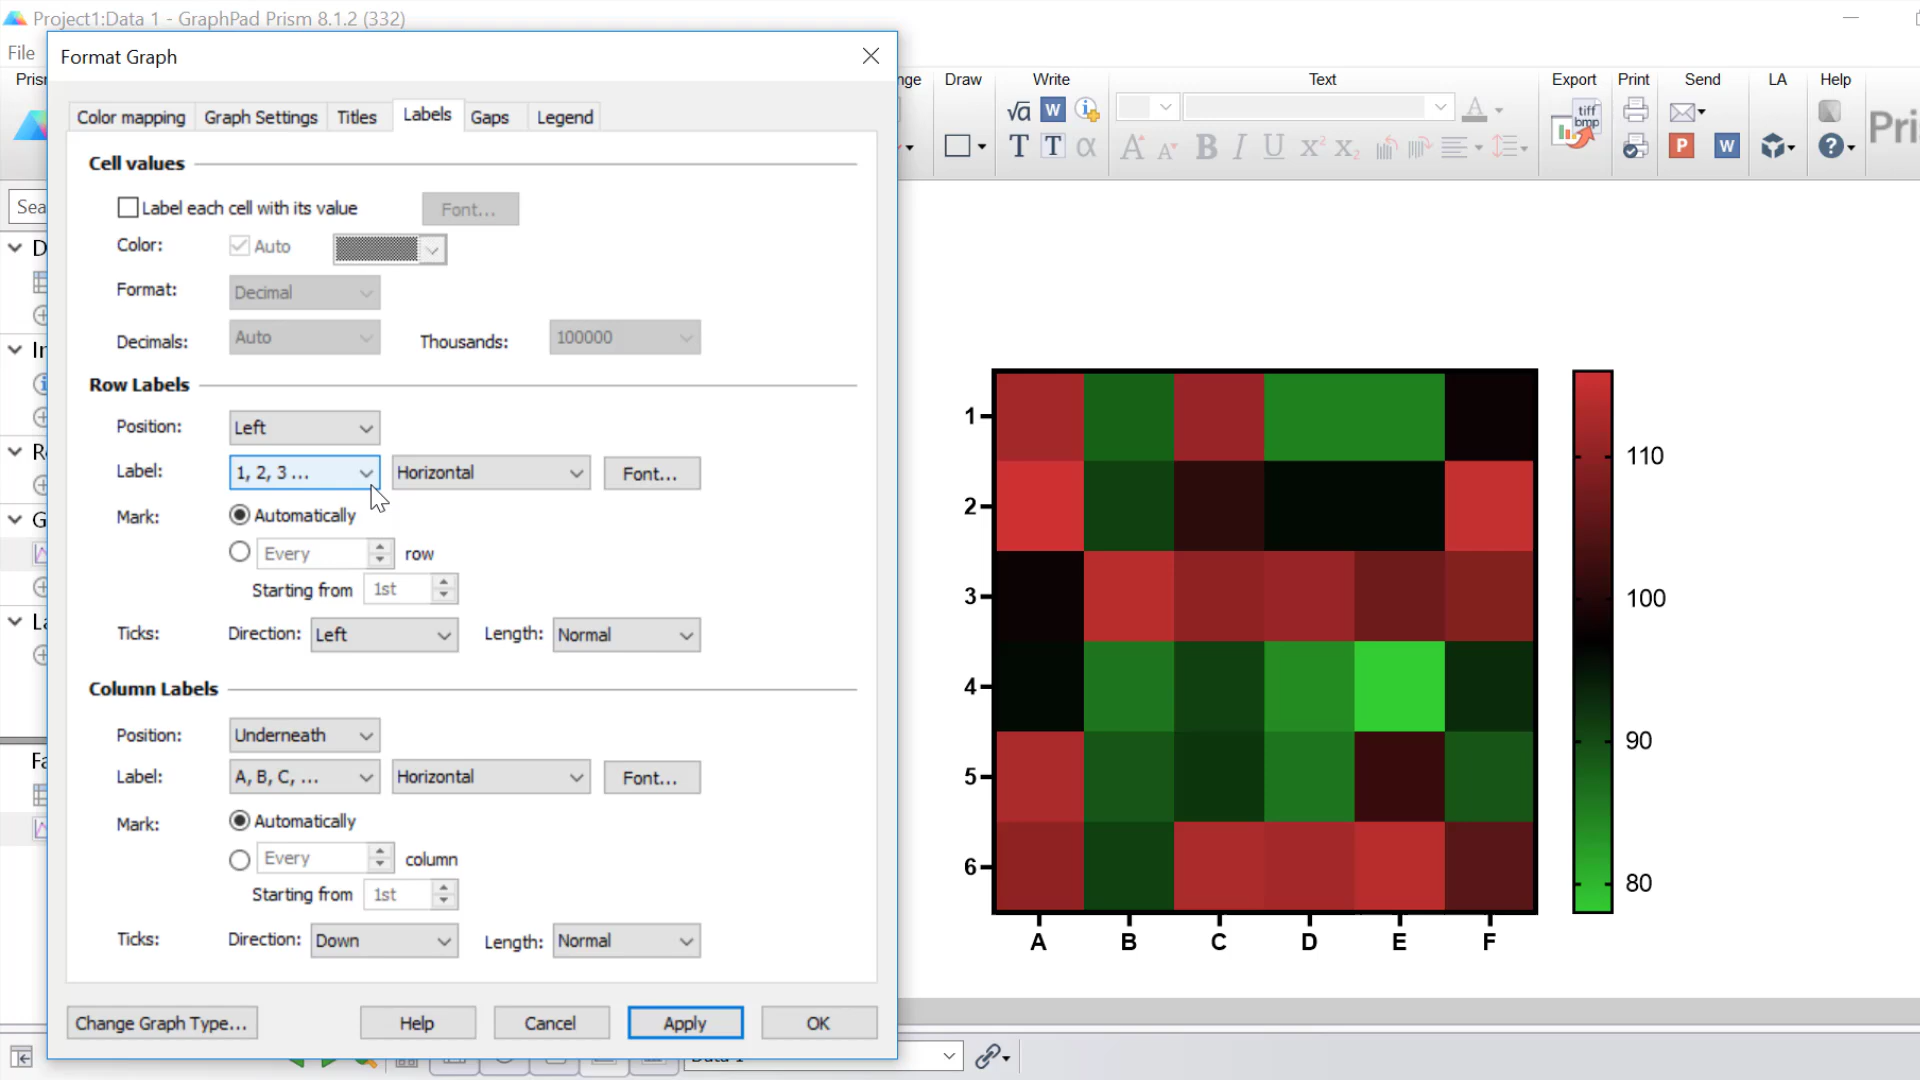 Project1:Data 1 - GraphPad Prism 8.1.2 (332)
File
Format Graph
Draw
Write
Text
Export
Print
Send
LA
Help
tiff
bmp
Color mapping
Graph Settings
Titles
Labels
Gaps
Legend
Cell values
Label each cell with its value
Font...
Color:
Auto
Format:
Decimal
Decimals:
Auto
Thousands:
100000
Row Labels
Position:
Left
Label:
1, 2, 3 ...
Horizontal
Font...
Mark:
Automatically
Every
row
Starting from
1st
Ticks:
Direction:
Left
Length:
Normal
Column Labels
Position:
Underneath
Label:
A, B, C, ...
Horizontal
Font...
Mark:
Automatically
Every
column
Starting from
1st
Ticks:
Direction:
Down
Length:
Normal
Change Graph Type...
Help
Cancel
Apply
OK
1
2
3
4
5
6
A B C D E F
110
100
90
80